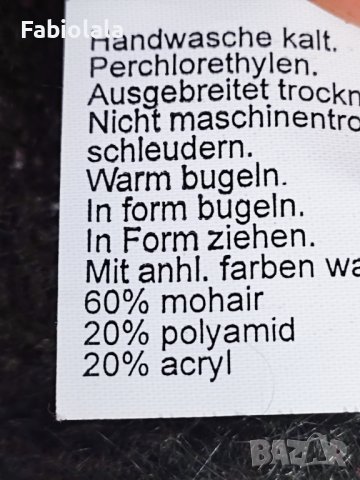 Fabiolala
Handwasche kalt.
Perchlorethylen.
Ausgebreitet trockn
Nicht maschinentro
schleudern.
Warm bugeln.
In form bugeln.
In Form ziehen.
Mit anhl. farben wa
60% mohair
20% polyamid
20% acryl
BAZAR